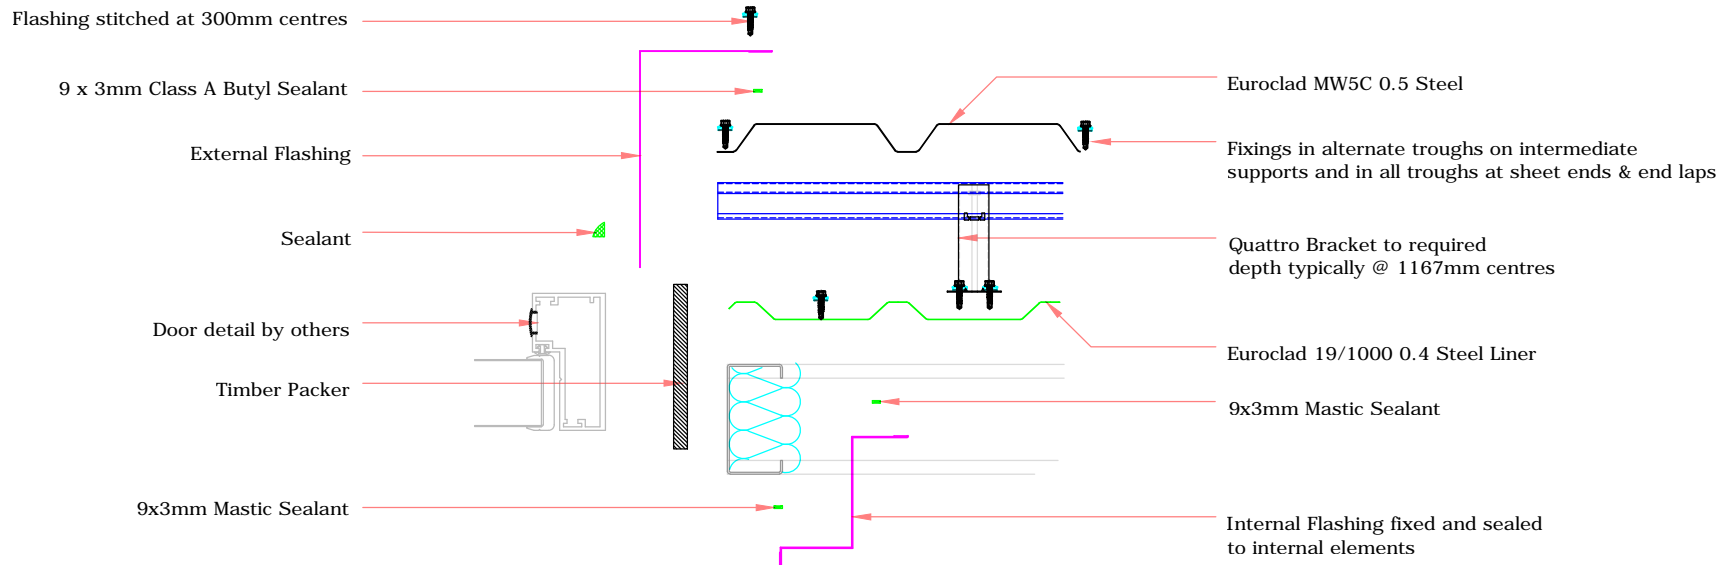 Flashing stitched at 300mm centres
9 x 3mm Class A Butyl Sealant
External Flashing
Sealant
Door detail by others
Timber Packer
9x3mm Mastic Sealant
Euroclad MW5C 0.5 Steel
Fixings in alternate troughs on intermediate
supports and in all troughs at sheet ends & end laps
Quattro Bracket to required
depth typically @ 1167mm centres
Euroclad 19/1000 0.4 Steel Liner
9x3mm Mastic Sealant
Internal Flashing fixed and sealed
to internal elements